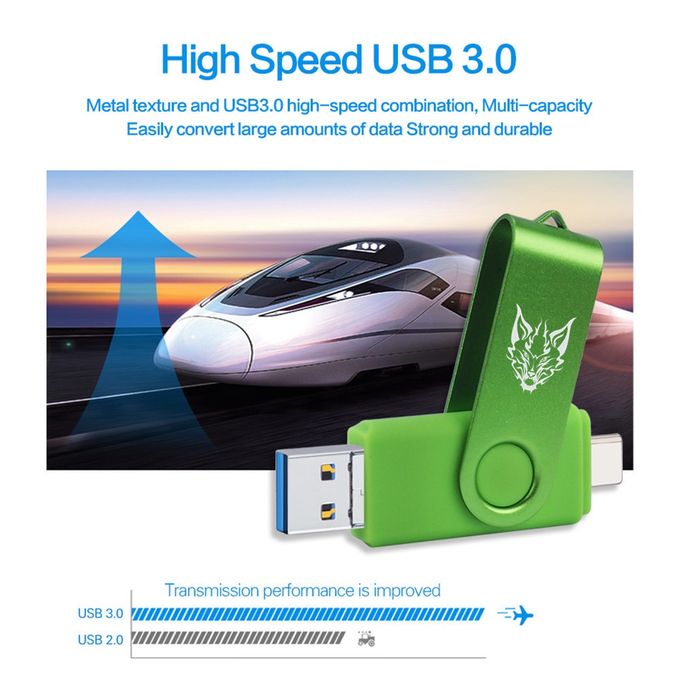 High Speed USB 3.0
Metal texture and USB3.0 high-speed combination, Multi-capacity
Easily convert large amounts of data Strong and durable
Transmission performance is improved
USB 3.0
USB 2.0